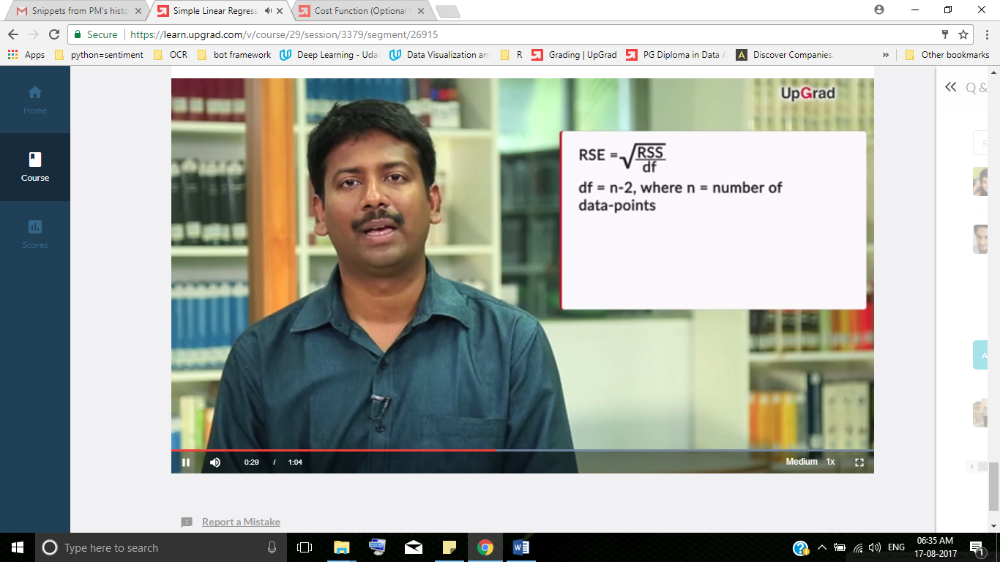 Snippets from PM's histo
Simple Linear Regress
Cost Function (Optional
Secure
https://learn.upgrad.com/v/course/29/session/3379/segment/26915
Apps
python=sentiment
OCR
bot framework
Deep Learning - Uda
Data Visualization an
R
Grading | UpGrad
PG Diploma in Data A
A
Discover Companies.
»
Other bookmarks
Home
Course
Scores
UpGrad
RSE = √RSS
df
df = n-2, where n = number of
data-points
0:29 / 1:04
Medium 1x
Q &
S
A
Report a Mistake
Type here to search
ENG
06:35 AM
17-08-2017
1